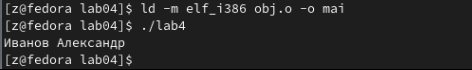 [z@fedora lab04]$ ld -m elf_i386 obj.o -o mai
[z@fedora lab04]$ ./lab4
Иванов Александр
[z@fedora lab04]$